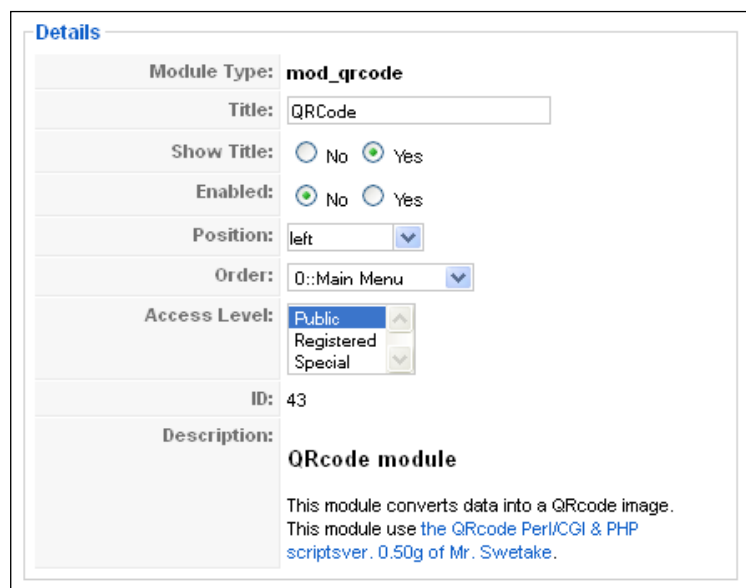 Details
Module Type: mod_qrcode
Title: QRCode
Show Title: No Yes
Enabled: No Yes
Position: left
Order: 0::Main Menu
Access Level: Public
Registered
Special
ID: 43
Description:
QRcode module
This module converts data into a QRcode image.
This module use the QRcode Perl/CGI & PHP
scriptsver. 0.50g of Mr. Swetake.